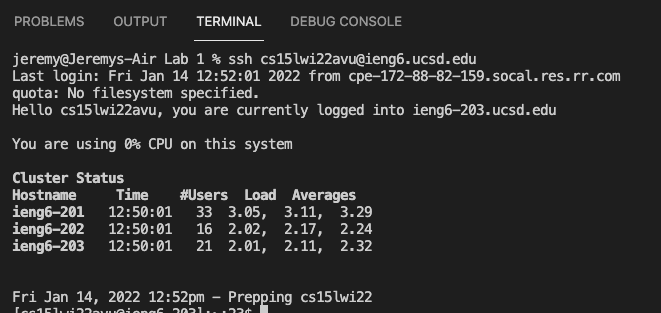 PROBLEMS OUTPUT TERMINAL DEBUG CONSOLE
jeremy@Jeremys-Air Lab 1 % ssh cs15lwi22avu@ieng6.ucsd.edu
Last login: Fri Jan 14 12:52:01 2022 from cpe-172-88-82-159.socal.res.rr.com
quota: No filesystem specified.
Hello cs15lwi22avu, you are currently logged into ieng6-203.ucsd.edu
You are using 0% CPU on this system
Cluster Status
Hostname Time #Users Load Averages
ieng6-201 12:50:01 33 3.05, 3.11, 3.29
ieng6-202 12:50:01 16 2.02, 2.17, 2.24
ieng6-203 12:50:01 21 2.01, 2.11, 2.32
Fri Jan 14, 2022 12:52pm - Prepping cs15lwi22
[cs15lwi22avu@ieng6-203]:~:23$